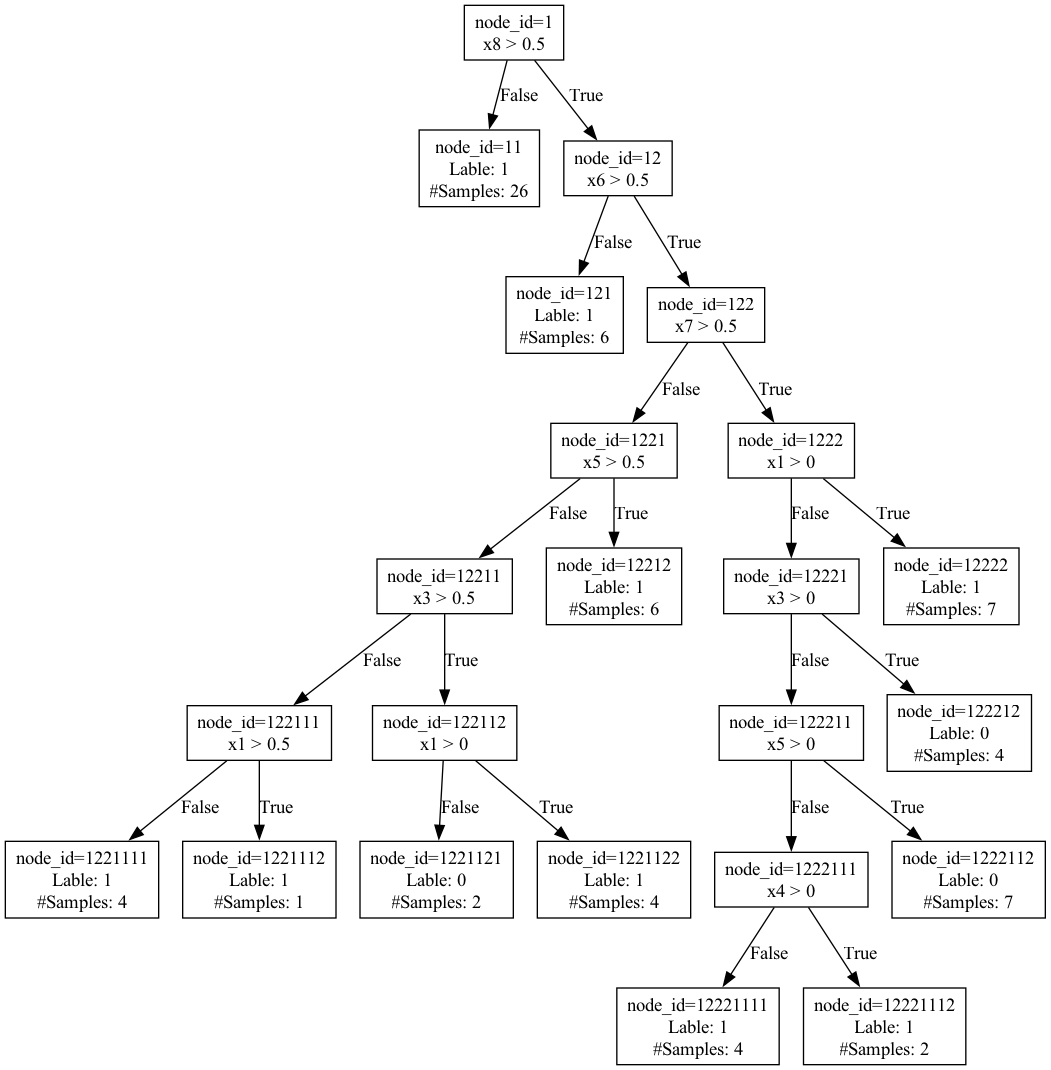 node_id=1
x8 > 0.5
False
True
node_id=11
Lable: 1
#Samples: 26
node_id=12
x6 > 0.5
False
True
node_id=121
Lable: 1
#Samples: 6
node_id=122
x7 > 0.5
False
True
node_id=1221
x5 > 0.5
node_id=1222
x1 > 0
False
True
False
True
node_id=12211
x3 > 0.5
node_id=12212
Lable: 1
#Samples: 6
node_id=12221
x3 > 0
node_id=12222
Lable: 1
#Samples: 7
False
True
False
True
node_id=122111
x1 > 0.5
node_id=122112
x1 > 0
node_id=122211
x5 > 0
node_id=122212
Lable: 0
#Samples: 4
False
True
False
True
False
True
node_id=1221111
Lable: 1
#Samples: 4
node_id=1221112
Lable: 1
#Samples: 1
node_id=1221121
Lable: 0
#Samples: 2
node_id=1221122
Lable: 1
#Samples: 4
node_id=1222111
x4 > 0
node_id=1222112
Lable: 0
#Samples: 7
False
True
node_id=12221111
Lable: 1
#Samples: 4
node_id=12221112
Lable: 1
#Samples: 2